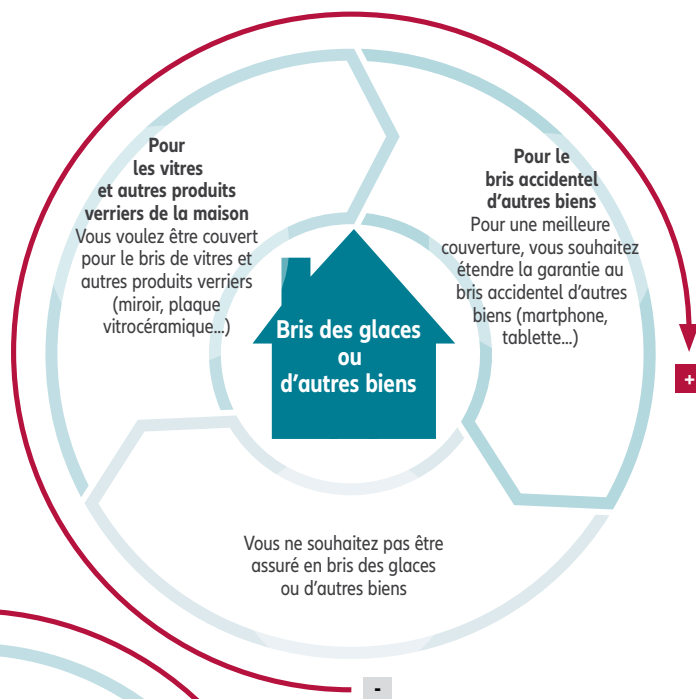 Pour
les vitres
et autres produits
verriers de la maison
Vous voulez être couvert
pour le bris de vitres et
autres produits verriers
(miroir, plaque
vitrocéramique...)
Pour le
bris accidentel
d'autres biens
Pour une meilleure
couverture, vous souhaitez
étendre la garantie au
bris accidentel d'autres
biens (martphone,
tablette...)
+
Bris des glaces
ou
d'autres biens
Vous ne souhaitez pas être
assuré en bris des glaces
ou d'autres biens
-